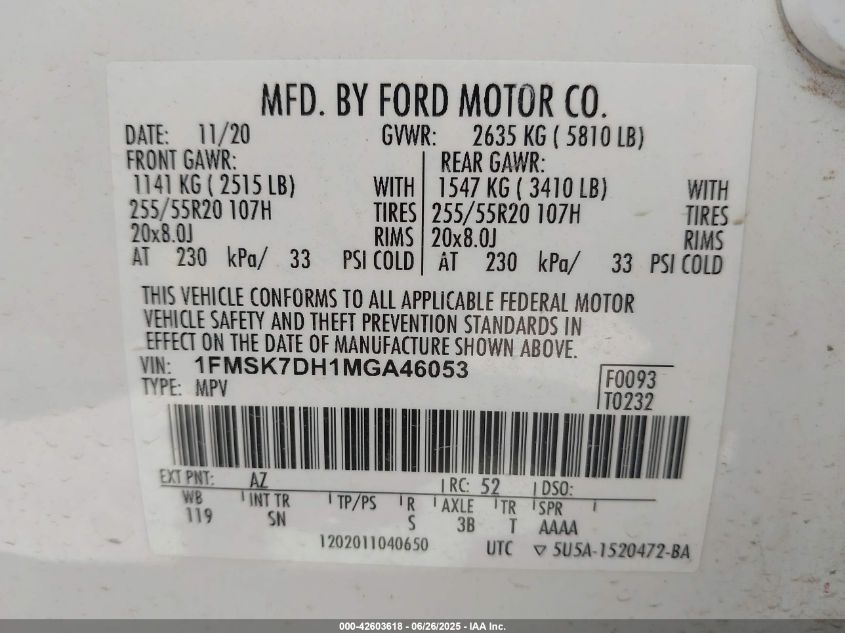 MFD. BY FORD MOTOR CO.
DATE: 11/20 GVWR: 2635 KG ( 5810 LB)
FRONT GAWR: REAR GAWR:
1141 KG ( 2515 LB) WITH 1547 KG ( 3410 LB) WITH
255/55R20 107H TIRES 255/55R20 107H TIRES
20x8.0J RIMS 20x8.0J RIMS
AT 230 kPa/ 33 PSI COLD AT 230 kPa/ 33 PSI COLD
THIS VEHICLE CONFORMS TO ALL APPLICABLE FEDERAL MOTOR
VEHICLE SAFETY AND THEFT PREVENTION STANDARDS IN
EFFECT ON THE DATE OF MANUFACTURE SHOWN ABOVE.
VIN: 1FMSK7DH1MGA46053 F0093
TYPE: MPV T0232
EXT PNT: AZ RC: 52 DSO:
WB INT TR TP/PS R AXLE TR SPR
119 SN S 3B T AAAA
1202011040650 UTC ▽ 5U5A-1520472-BA
000-42603618 - 06/26/2025 - IAA Inc.